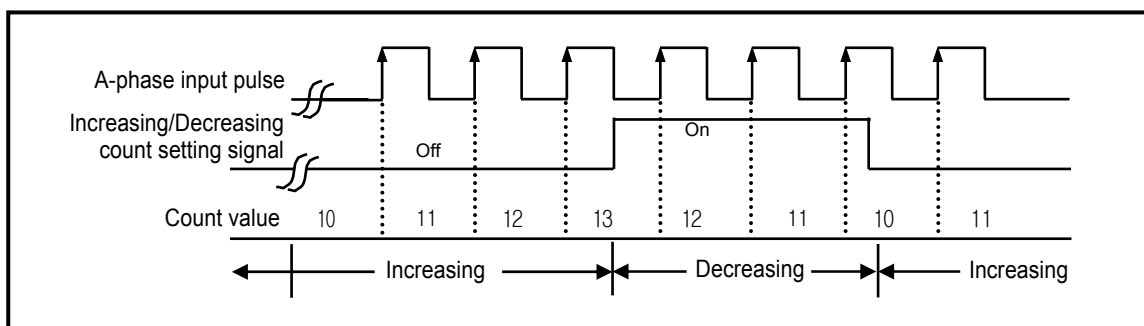 A-phase input pulse
Increasing/Decreasing
count setting signal
Off
On
Count value
10 11 12 13 12 11 10 11
Increasing Decreasing Increasing